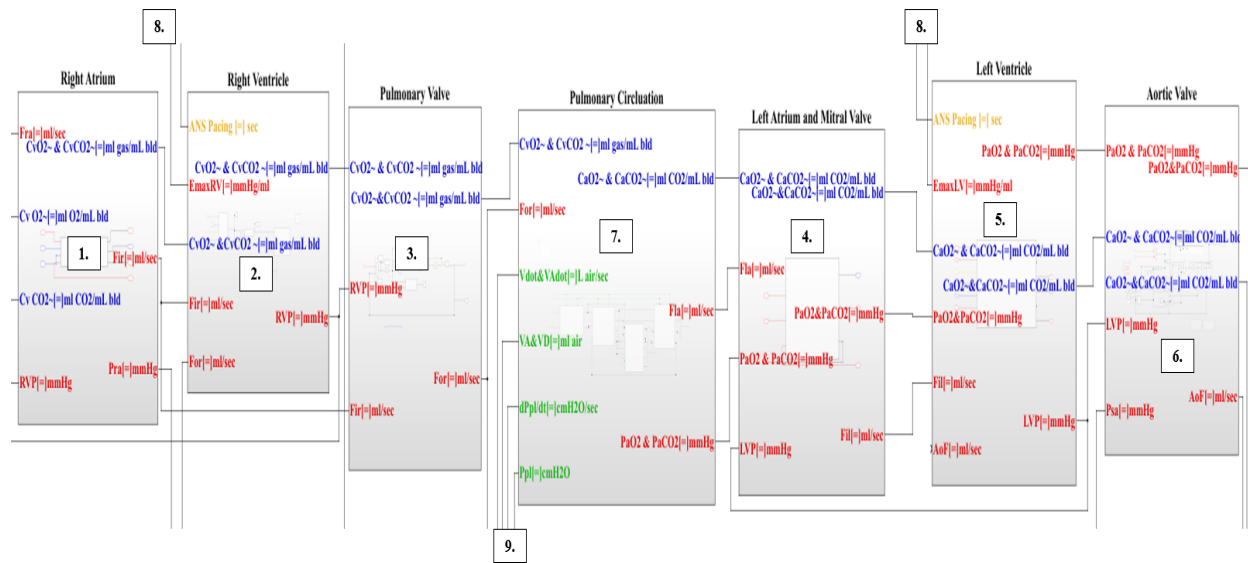 8.
8.
Right Atrium
Fra|=]ml/sec
CvO2~ & CvCO2 ~|=]ml gas/mL bld
Cv O2~|=]ml O2/mL bld
1.
Fir|=]ml/sec
Cv CO2~|=]ml CO2/mL bld
Pra|=]mmHg
RVP[=]mmHg
Right Ventricle
ANS Pacing |=| sec
CvO2~ & CvCO2 ~|=]ml gas/mL bld
EmaxRV|=]mmHg/ml
CvO2~ &CvCO2 ~|=]ml gas/mL bld
2.
Fir|=]ml/sec
RVP[=]mmHg
For|=]ml/sec
Pulmonary Valve
CvO2~ & CvCO2 ~|=]ml gas/mL bld
CvO2~&CvCO2 ~|=]ml gas/mL bld
3.
RVP[=]mmHg
For|=]ml/sec
Fir|=]ml/sec
Pulmonary Circluation
CvO2~ & CvCO2 ~|=]ml gas/mL bld
CaO2~ & CaCO2~|=]ml CO2/mL bld
For|=]ml/sec
7.
Vdot&VAdot|=]L air/sec
Fla|=]ml/sec
VA&VD|=]ml air
dPpl/dt|=]cmH2O/sec
PaO2 & PaCO2|=]mmHg
Ppl|=]cmH2O
9.
Left Atrium and Mitral Valve
CaO2~ & CaCO2~|=]ml CO2/mL bld
CaO2~&CaCO2~|=]ml CO2/mL bld
4.
Fla|=]ml/sec
PaO2&PaCO2|=]mmHg
PaO2 & PaCO2|=]mmHg
Fil|=]ml/sec
LVP|=]mmHg
Left Ventricle
ANS Pacing |=] sec
PaO2 & PaCO2|=]mmHg
EmaxLV|=]mmHg/ml
5.
CaO2~ & CaCO2~|=]ml CO2/mL bld
CaO2~&CaCO2~|=]ml CO2/mL bld
PaO2&PaCO2|=]mmHg
Fil|=]ml/sec
LVP|=]mmHg
AoF|=]ml/sec
Aortic Valve
PaO2 & PaCO2|=]mmHg
PaO2&PaCO2|=]mmHg
CaO2~ & CaCO2~|=]ml CO2/mL bld
CaO2~&CaCO2~|=]ml CO2/mL bld
LVP|=]mmHg
6.
AoF|=]ml/sec
Psa|=]mmHg